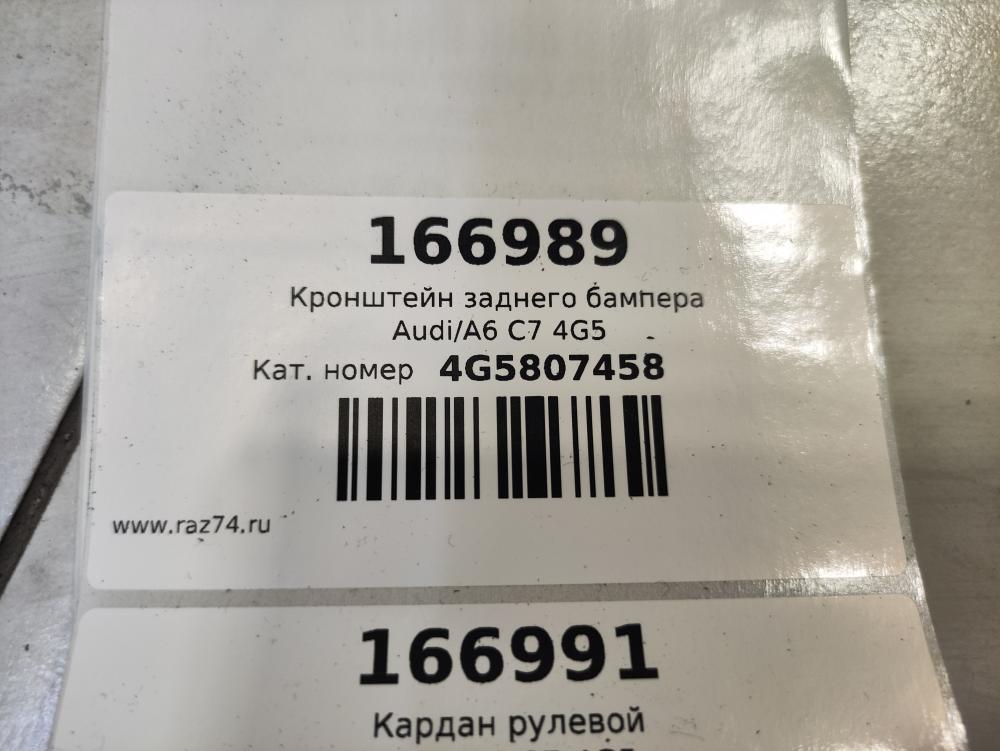 166989
Кронштейн заднего бампера
Audi/A6 C7 4G5
Кат. номер 4G5807458
www.raz74.ru
166991
Кардан рулевой